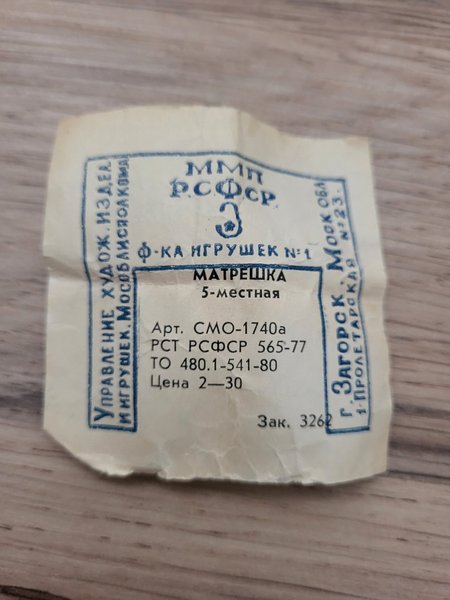 ММП
РСФСР
Ф-КА ИГРУШЕК №1
МАТРЕШКА
5-местная
Арт. СМО-1740а
РСТ РСФСР 565-77
ТО 480.1-541-80
Цена 2—30
Зак. 3262
УПРАВЛЕНИЕ ХУДОЖ. ИЗДЕЛ
И ИГРУШЕК. МОСОБЛИСПОЛКОМА
г. ЗАГОРСК. МОСК ОБЛ
1-ПРОЛЕТАРСКАЯ №23.